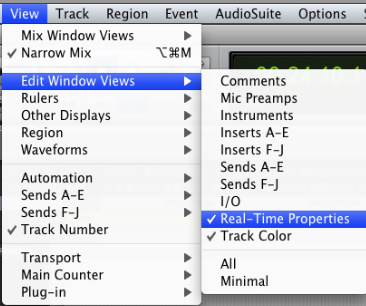 View Track Region Event AudioSuite Options
Mix Window Views
✓ Narrow Mix ⌥⌘M
Edit Window Views
Rulers
Other Displays
Region
Waveforms
Automation
Sends A-E
Sends F-J
✓ Track Number
Transport
Main Counter
Plug-in
Comments
Mic Preamps
Instruments
Inserts A-E
Inserts F-J
Sends A-E
Sends F-J
I/O
✓ Real-Time Properties
✓ Track Color
All
Minimal